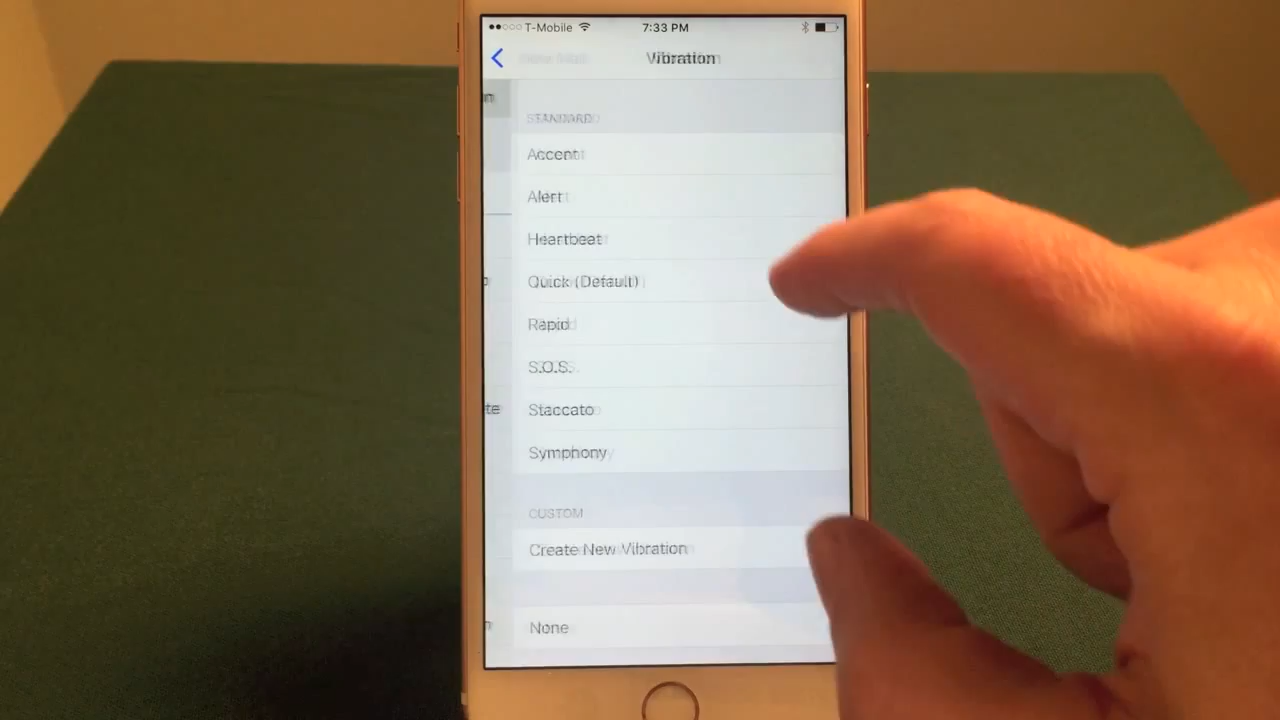 T-Mobile 7:33 PM
Vibration
STANDARD
Accent
Alert
Heartbeat
Quick (Default)
Rapid
S.O.S.
Staccato
Symphony
CUSTOM
Create New Vibration
None